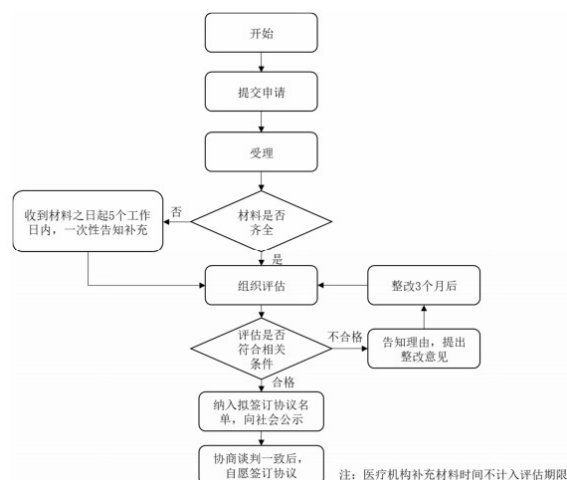 开始
提交申请
受理
材料是否
齐全
否
收到材料之日起5个工作
日内，一次性告知补充
是
组织评估
整改3个月后
评估是否
符合相关
条件
不合格
告知理由，提出
整改意见
合格
纳入拟签订协议名
单，向社会公示
协商谈判一致后，
自愿签订协议
注：医疗机构补充材料时间不计入评估期限